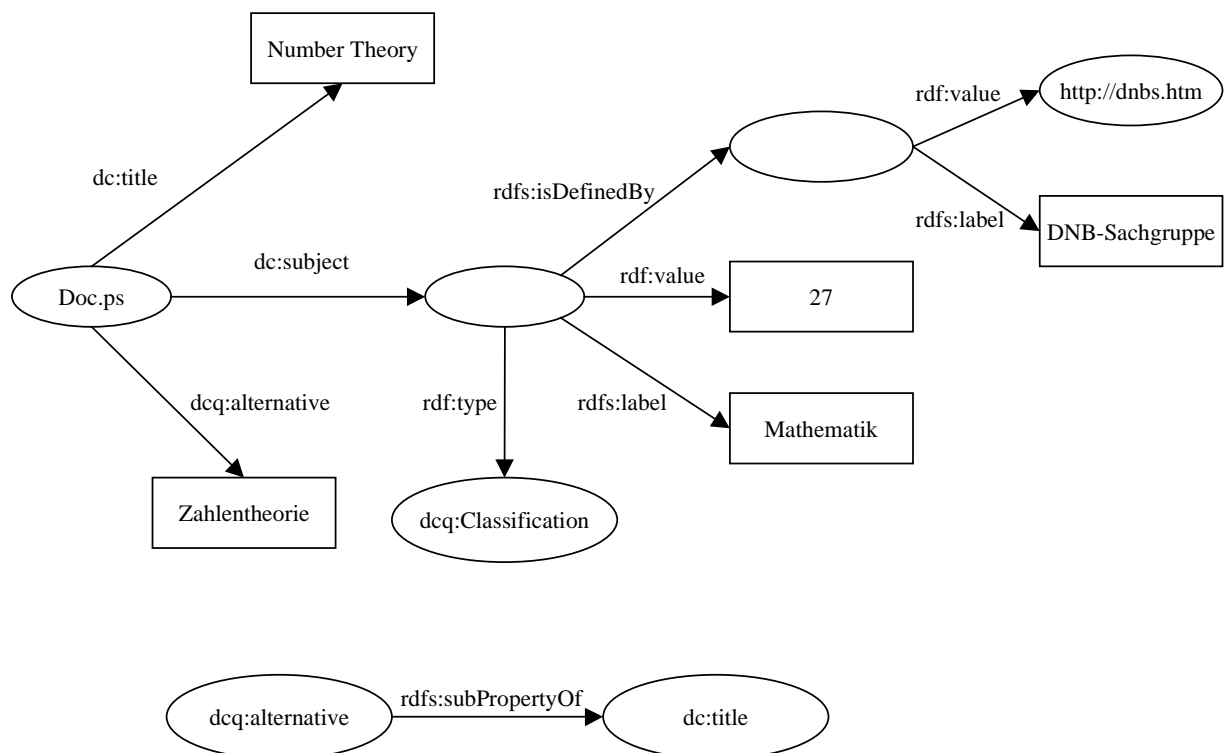 Number Theory
rdf:value
http://dnbs.htm
dc:title
rdfs:isDefinedBy
rdfs:label
DNB-Sachgruppe
dc:subject
rdf:value
Doc.ps
27
dcq:alternative
rdf:type
rdfs:label
Mathematik
Zahlentheorie
dcq:Classification
rdfs:subPropertyOf
dcq:alternative
dc:title